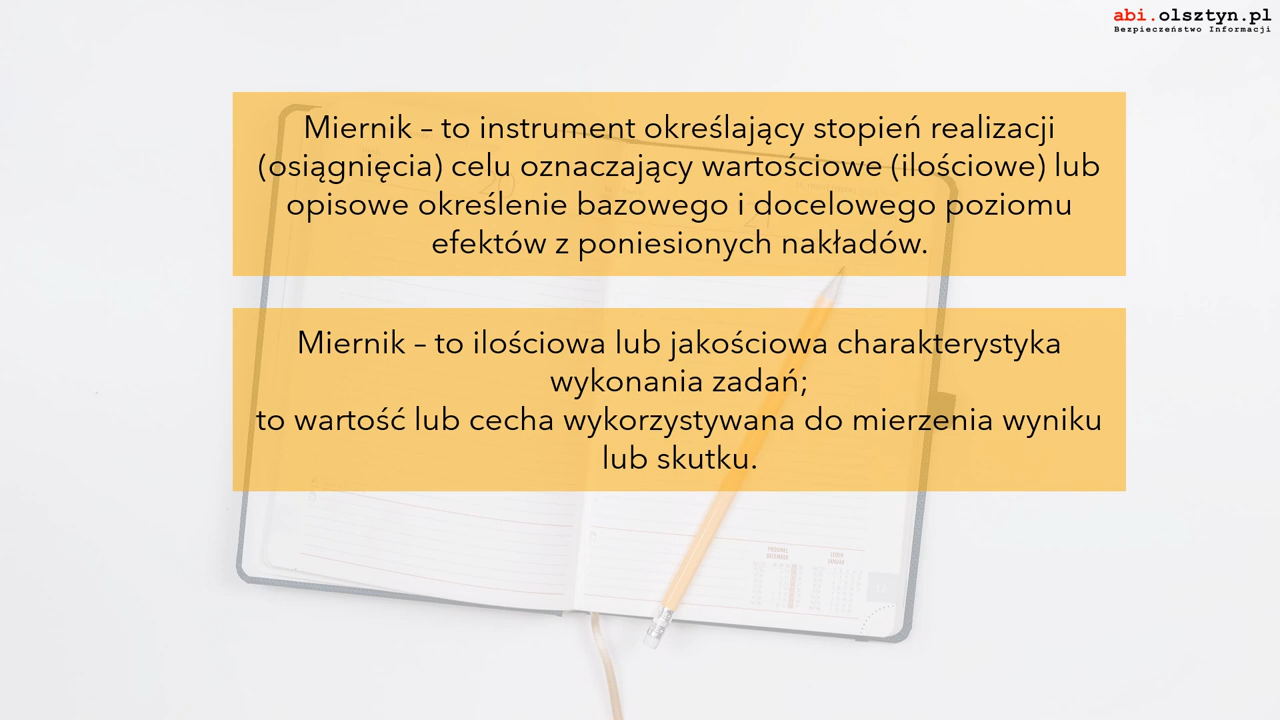 abi.olsztyn.pl
Bezpieczeństwo Informacji
Miernik – to instrument określający stopień realizacji
(osiągnięcia) celu oznaczający wartościowe (ilościowe) lub
opisowe określenie bazowego i docelowego poziomu
efektów z poniesionych nakładów.
Miernik – to ilościowa lub jakościowa charakterystyka
wykonania zadań;
to wartość lub cecha wykorzystywana do mierzenia wyniku
lub skutku.